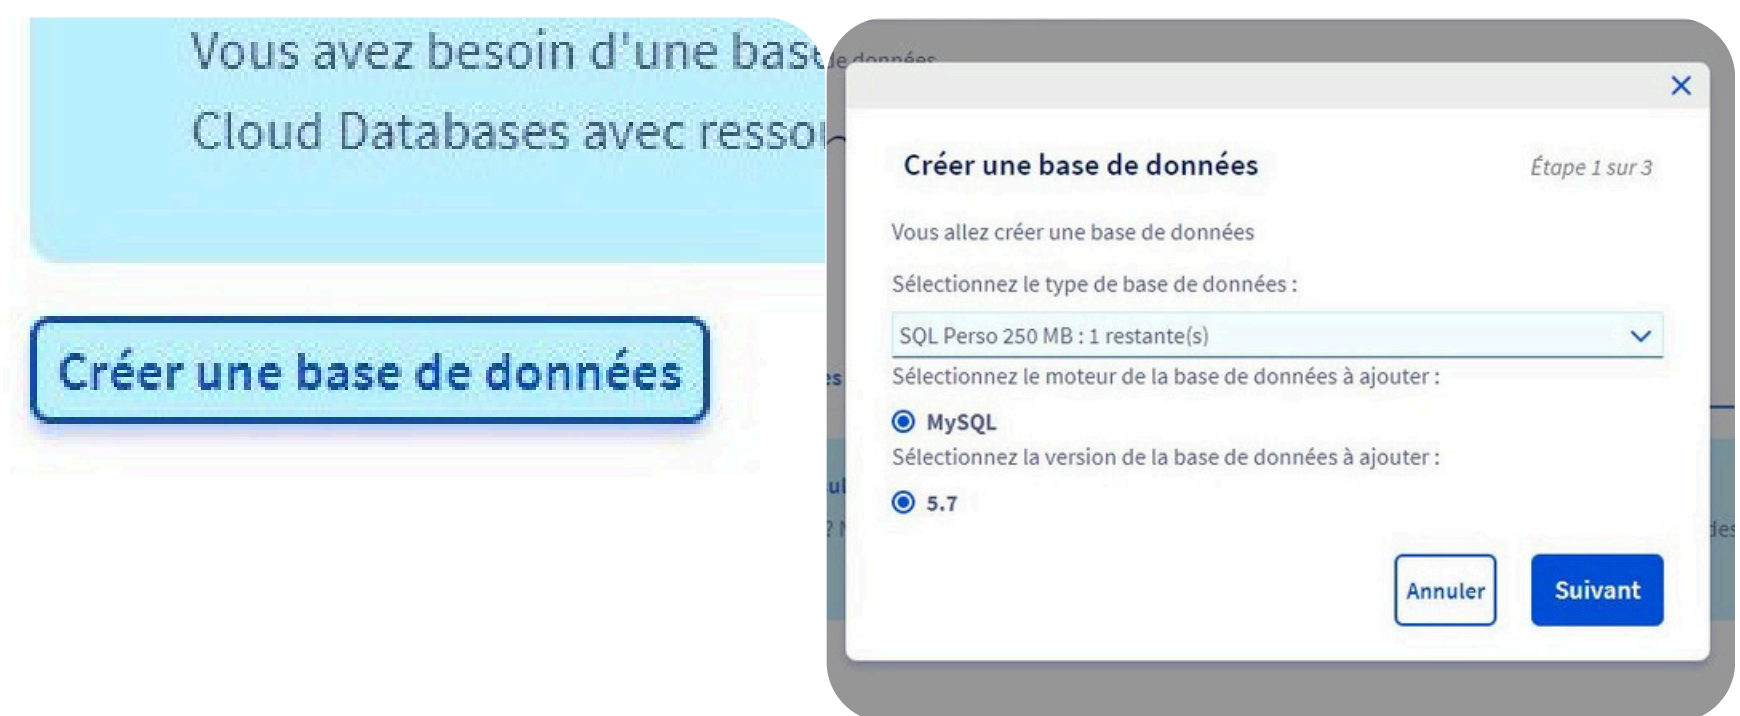 Vous avez besoin d'une base
Cloud Databases avec
Créer une base de données
de données
Créer une base de données
Étape 1 sur 3
Vous allez créer une base de données
Sélectionnez le type de base de données :
SQL Perso 250 MB : 1 restante(s)
Sélectionnez le moteur de la base de données à ajouter :
MySQL
Sélectionnez la version de la base de données à ajouter :
5.7
Annuler
Suivant